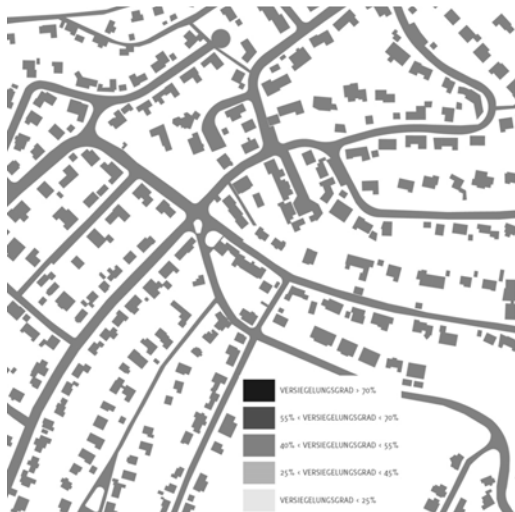 VERSIEGELUNGSGRAD > 70%
55% < VERSIEGELUNGSGRAD < 70%
40% < VERSIEGELUNGSGRAD < 55%
25% < VERSIEGELUNGSGRAD < 45%
VERSIEGELUNGSGRAD < 25%